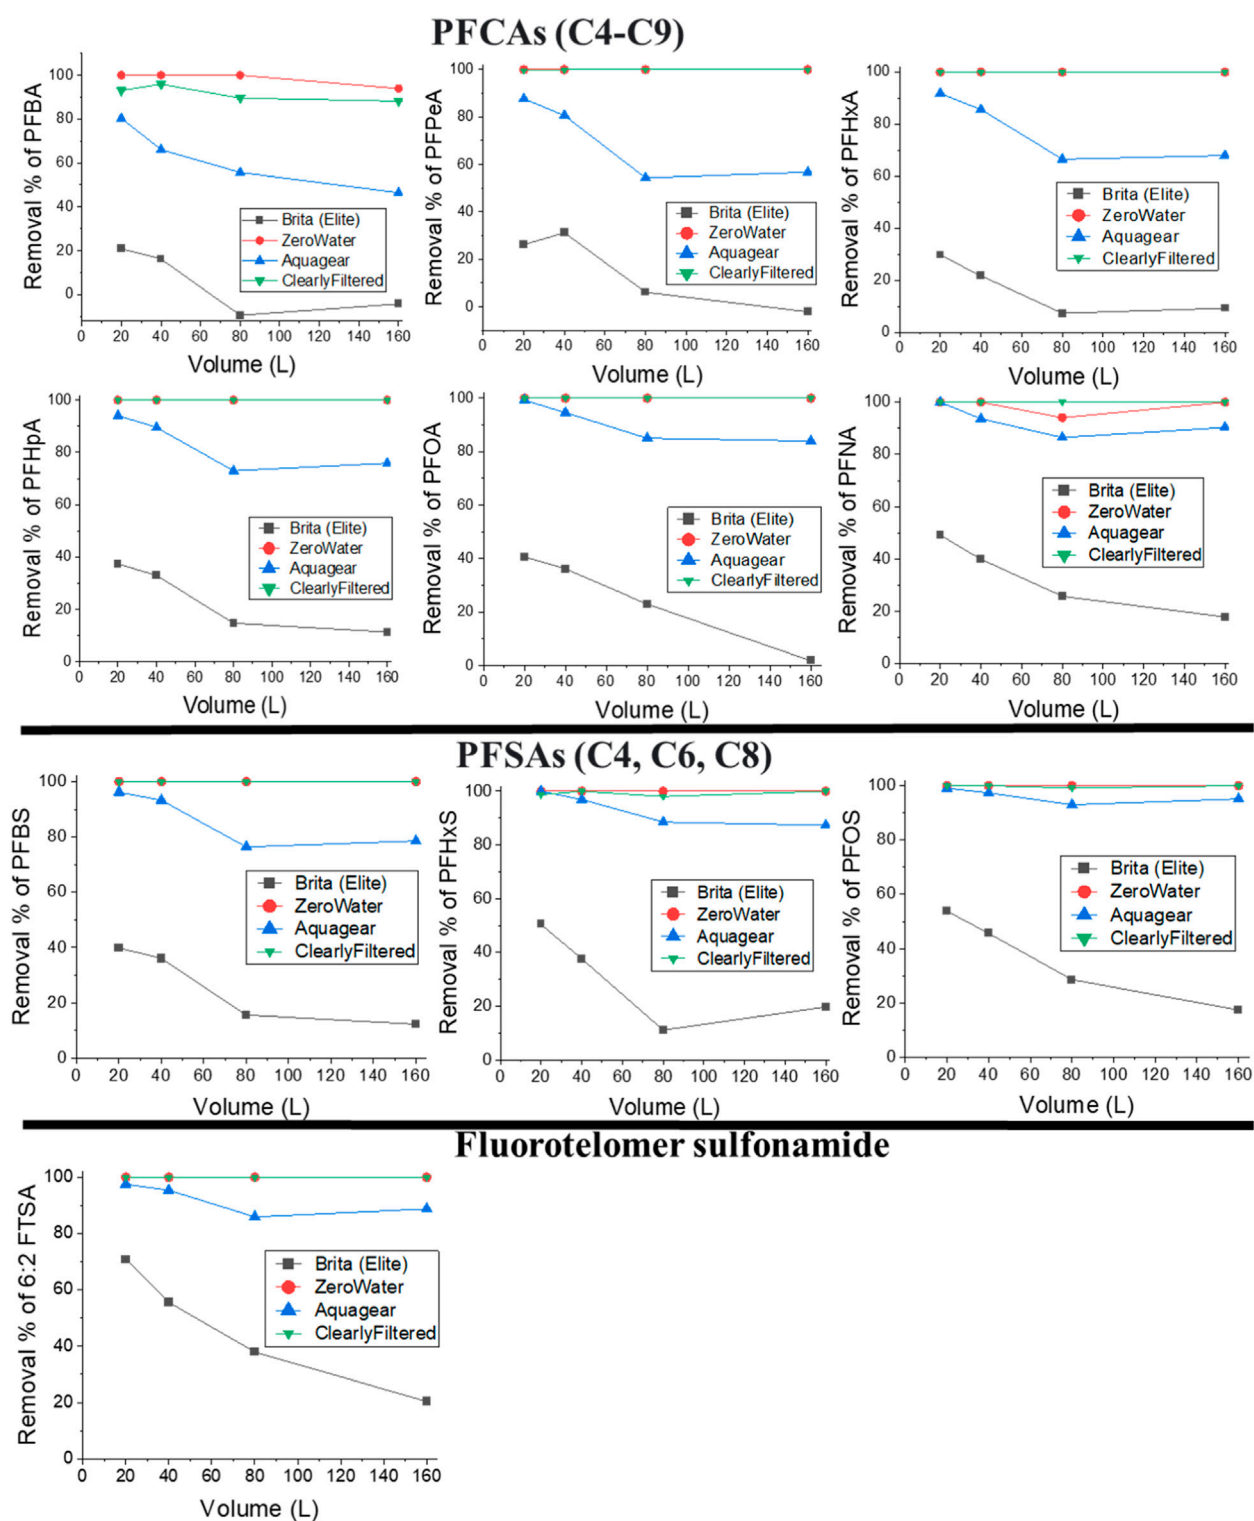 PFCAs (C4-C9)
Removal % of PFBA
100
80
60
40
20
0
Brita (Elite)
ZeroWater
Aquagear
ClearlyFiltered
0 20 40 60 80 100 120 140 160
Volume (L)
Removal % of PFPeA
100
80
60
40
20
0
Brita (Elite)
ZeroWater
Aquagear
ClearlyFiltered
0 20 40 60 80 100 120 140 160
Volume (L)
Removal % of PFHxA
100
80
60
40
20
0
Brita (Elite)
ZeroWater
Aquagear
ClearlyFiltered
0 20 40 60 80 100 120 140 160
Volume (L)
Removal % of PFHpA
100
80
60
40
20
0
Brita (Elite)
ZeroWater
Aquagear
ClearlyFiltered
0 20 40 60 80 100 120 140 160
Volume (L)
Removal % of PFOA
100
80
60
40
20
0
Brita (Elite)
ZeroWater
Aquagear
ClearlyFiltered
0 20 40 60 80 100 120 140 160
Volume (L)
Removal % of PFNA
100
80
60
40
20
0
Brita (Elite)
ZeroWater
Aquagear
ClearlyFiltered
0 20 40 60 80 100 120 140 160
Volume (L)
PFSAs (C4, C6, C8)
Removal % of PFBS
100
80
60
40
20
0
Brita (Elite)
ZeroWater
Aquagear
ClearlyFiltered
0 20 40 60 80 100 120 140 160
Volume (L)
Removal % of PFHxS
100
80
60
40
20
0
Brita (Elite)
ZeroWater
Aquagear
ClearlyFiltered
0 20 40 60 80 100 120 140 160
Volume (L)
Removal % of PFOS
100
80
60
40
20
0
Brita (Elite)
ZeroWater
Aquagear
ClearlyFiltered
0 20 40 60 80 100 120 140 160
Volume (L)
Fluorotelomer sulfonamide
Removal % of 6:2 FTSA
100
80
60
40
20
0
Brita (Elite)
ZeroWater
Aquagear
ClearlyFiltered
0 20 40 60 80 100 120 140 160
Volume (L)